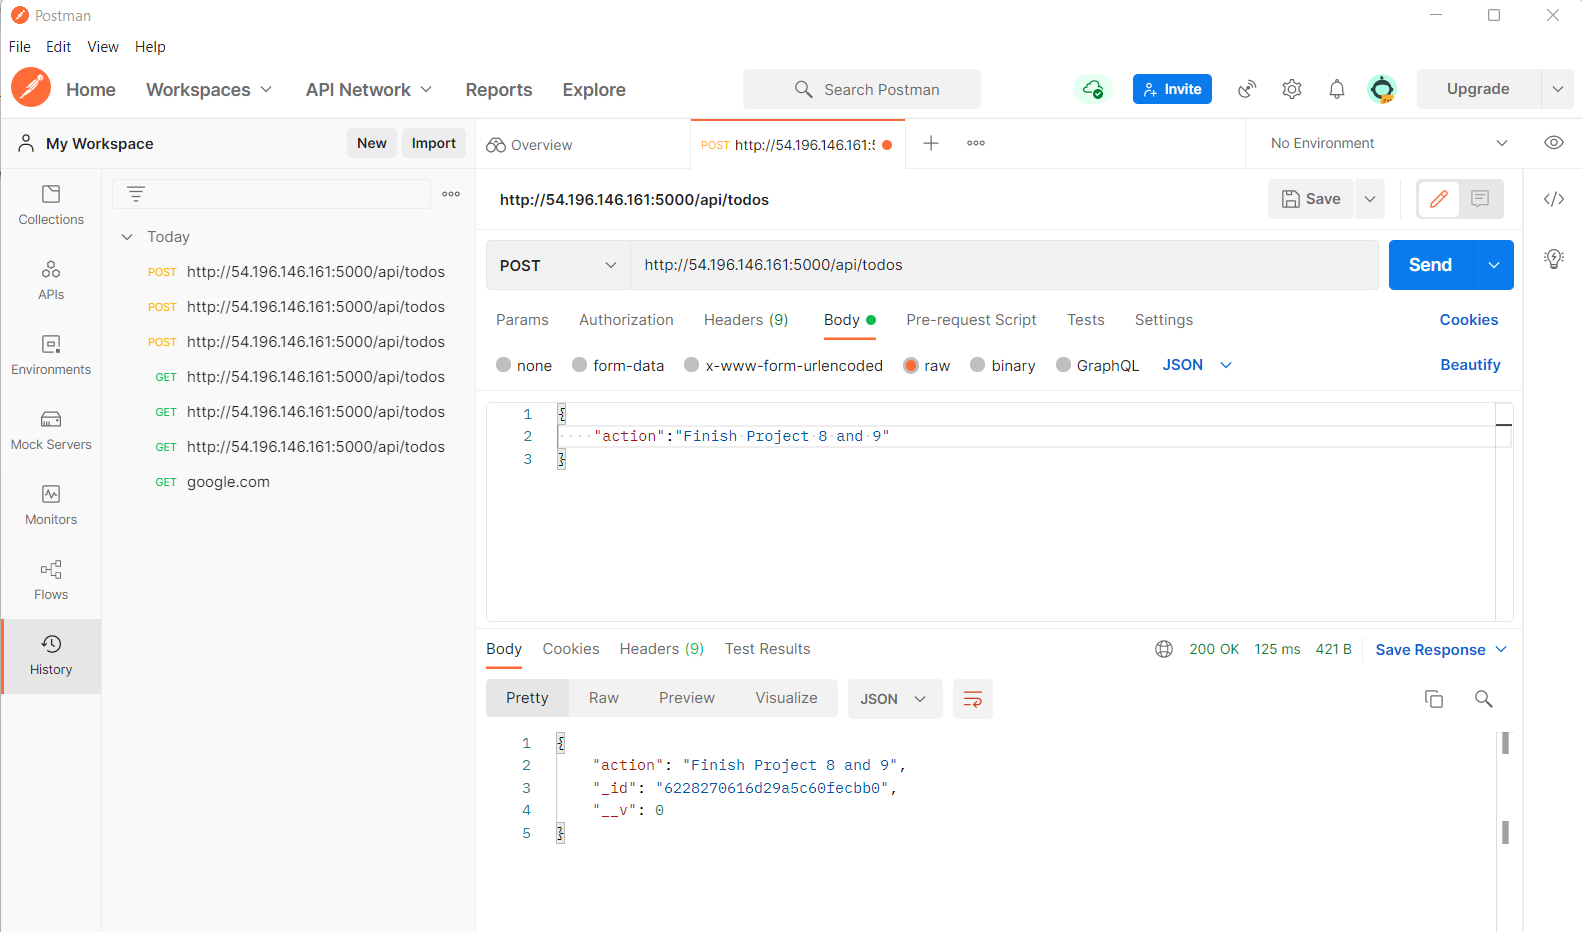 Postman
File Edit View Help
Home Workspaces API Network Reports Explore Search Postman Invite Upgrade
My Workspace New Import
Overview POST http://54.196.146.161:5 No Environment
Collections
APIs
Environments
Mock Servers
Monitors
Flows
History
Today
POST http://54.196.146.161:5000/api/todos
POST http://54.196.146.161:5000/api/todos
POST http://54.196.146.161:5000/api/todos
GET http://54.196.146.161:5000/api/todos
GET http://54.196.146.161:5000/api/todos
GET http://54.196.146.161:5000/api/todos
GET google.com
http://54.196.146.161:5000/api/todos Save
POST http://54.196.146.161:5000/api/todos Send
Params Authorization Headers (9) Body Pre-request Script Tests Settings Cookies
none form-data x-www-form-urlencoded raw binary GraphQL JSON Beautify
1 {
2 "action":"Finish Project 8 and 9"
3 }
Body Cookies Headers (9) Test Results 200 OK 125 ms 421 B Save Response
Pretty Raw Preview Visualize JSON
1 {
2 "action": "Finish Project 8 and 9",
3 "_id": "6228270616d29a5c60fecbb0",
4 "__v": 0
5 }